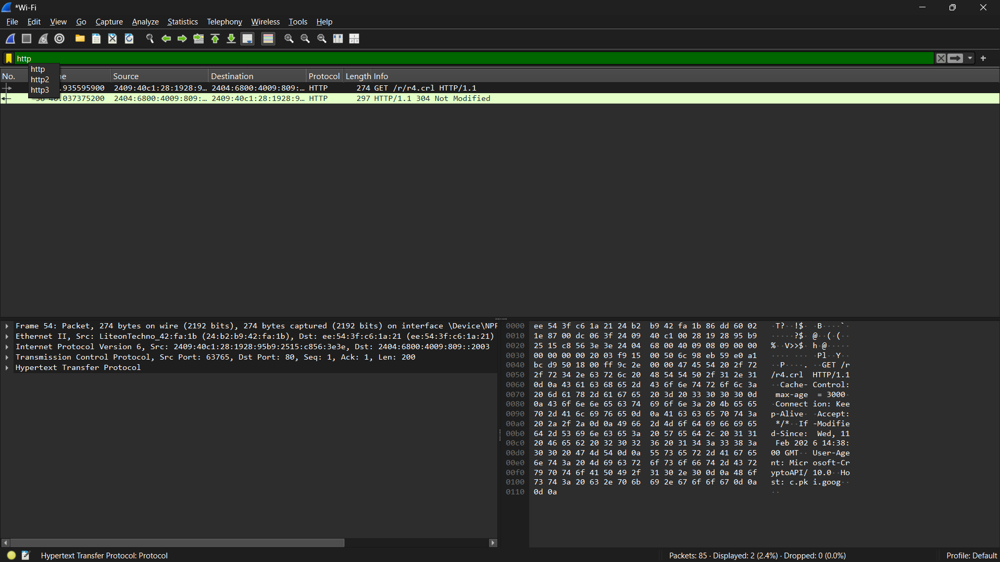 *Wi-Fi
File Edit View Go Capture Analyze Statistics Telephony Wireless Tools Help
http
http
http2
http3
No. Source Destination Protocol Length Info
.935595900 2409:40c1:28:1928:9… 2404:6800:4009:809:… HTTP 274 GET /r/r4.crl HTTP/1.1
56 40.037375200 2404:6800:4009:809:… 2409:40c1:28:1928:9… HTTP 297 HTTP/1.1 304 Not Modified
Frame 54: Packet, 274 bytes on wire (2192 bits), 274 bytes captured (2192 bits) on interface \Device\NPF
Ethernet II, Src: LiteonTechno_42:fa:1b (24:b2:b9:42:fa:1b), Dst: ee:54:3f:c6:1a:21 (ee:54:3f:c6:1a:21)
Internet Protocol Version 6, Src: 2409:40c1:28:1928:95b9:2515:c856:3e3e, Dst: 2404:6800:4009:809::2003
Transmission Control Protocol, Src Port: 63765, Dst Port: 80, Seq: 1, Ack: 1, Len: 200
Hypertext Transfer Protocol
0000 ee 54 3f c6 1a 21 24 b2 b9 42 fa 1b 86 dd 60 02 ·T?··!$· ·B····`·
0010 1e 87 00 dc 06 3f 24 09 40 c1 00 28 19 28 95 b9 ·····?$· @··(·(··
0020 25 15 c8 56 3e 3e 24 04 68 00 40 09 08 09 00 00 %··V>>$· h·@·····
0030 00 00 00 00 20 03 f9 15 00 50 6c 98 eb 59 e0 a1 ···· ··· ·Pl··Y··
0040 bc d9 50 18 00 ff 9c 2e 00 00 47 45 54 20 2f 72 ··P····. ··GET /r
0050 2f 72 34 2e 63 72 6c 20 48 54 54 50 2f 31 2e 31 /r4.crl HTTP/1.1
0060 0d 0a 43 61 63 68 65 2d 43 6f 6e 74 72 6f 6c 3a ··Cache- Control:
0070 20 6d 61 78 2d 61 67 65 20 3d 20 33 30 30 30 0d max-age = 3000·
0080 0a 43 6f 6e 6e 65 63 74 69 6f 6e 3a 20 4b 65 65 ·Connect ion: Kee
0090 70 2d 41 6c 69 76 65 0d 0a 41 63 63 65 70 74 3a p-Alive· ·Accept:
00a0 20 2a 2f 2a 0d 0a 49 66 2d 4d 6f 64 69 66 69 65 */*··If -Modifie
00b0 64 2d 53 69 6e 63 65 3a 20 57 65 64 2c 20 31 31 d-Since: Wed, 11
00c0 20 46 65 62 20 32 30 32 36 20 31 34 3a 33 38 3a Feb 202 6 14:38:
00d0 30 30 20 47 4d 54 0d 0a 55 73 65 72 2d 41 67 65 00 GMT·· User-Age
00e0 6e 74 3a 20 4d 69 63 72 6f 73 6f 66 74 2d 43 72 nt: Micr osoft-Cr
00f0 79 70 74 6f 41 50 49 2f 31 30 2e 30 0d 0a 48 6f yptoAPI/ 10.0··Ho
0100 73 74 3a 20 63 2e 70 6b 69 2e 67 6f 6f 67 0d 0a st: c.pk i.goog··
0110 0d 0a ··
Hypertext Transfer Protocol: Protocol
Packets: 85 · Displayed: 2 (2.4%) · Dropped: 0 (0.0%)
Profile: Default